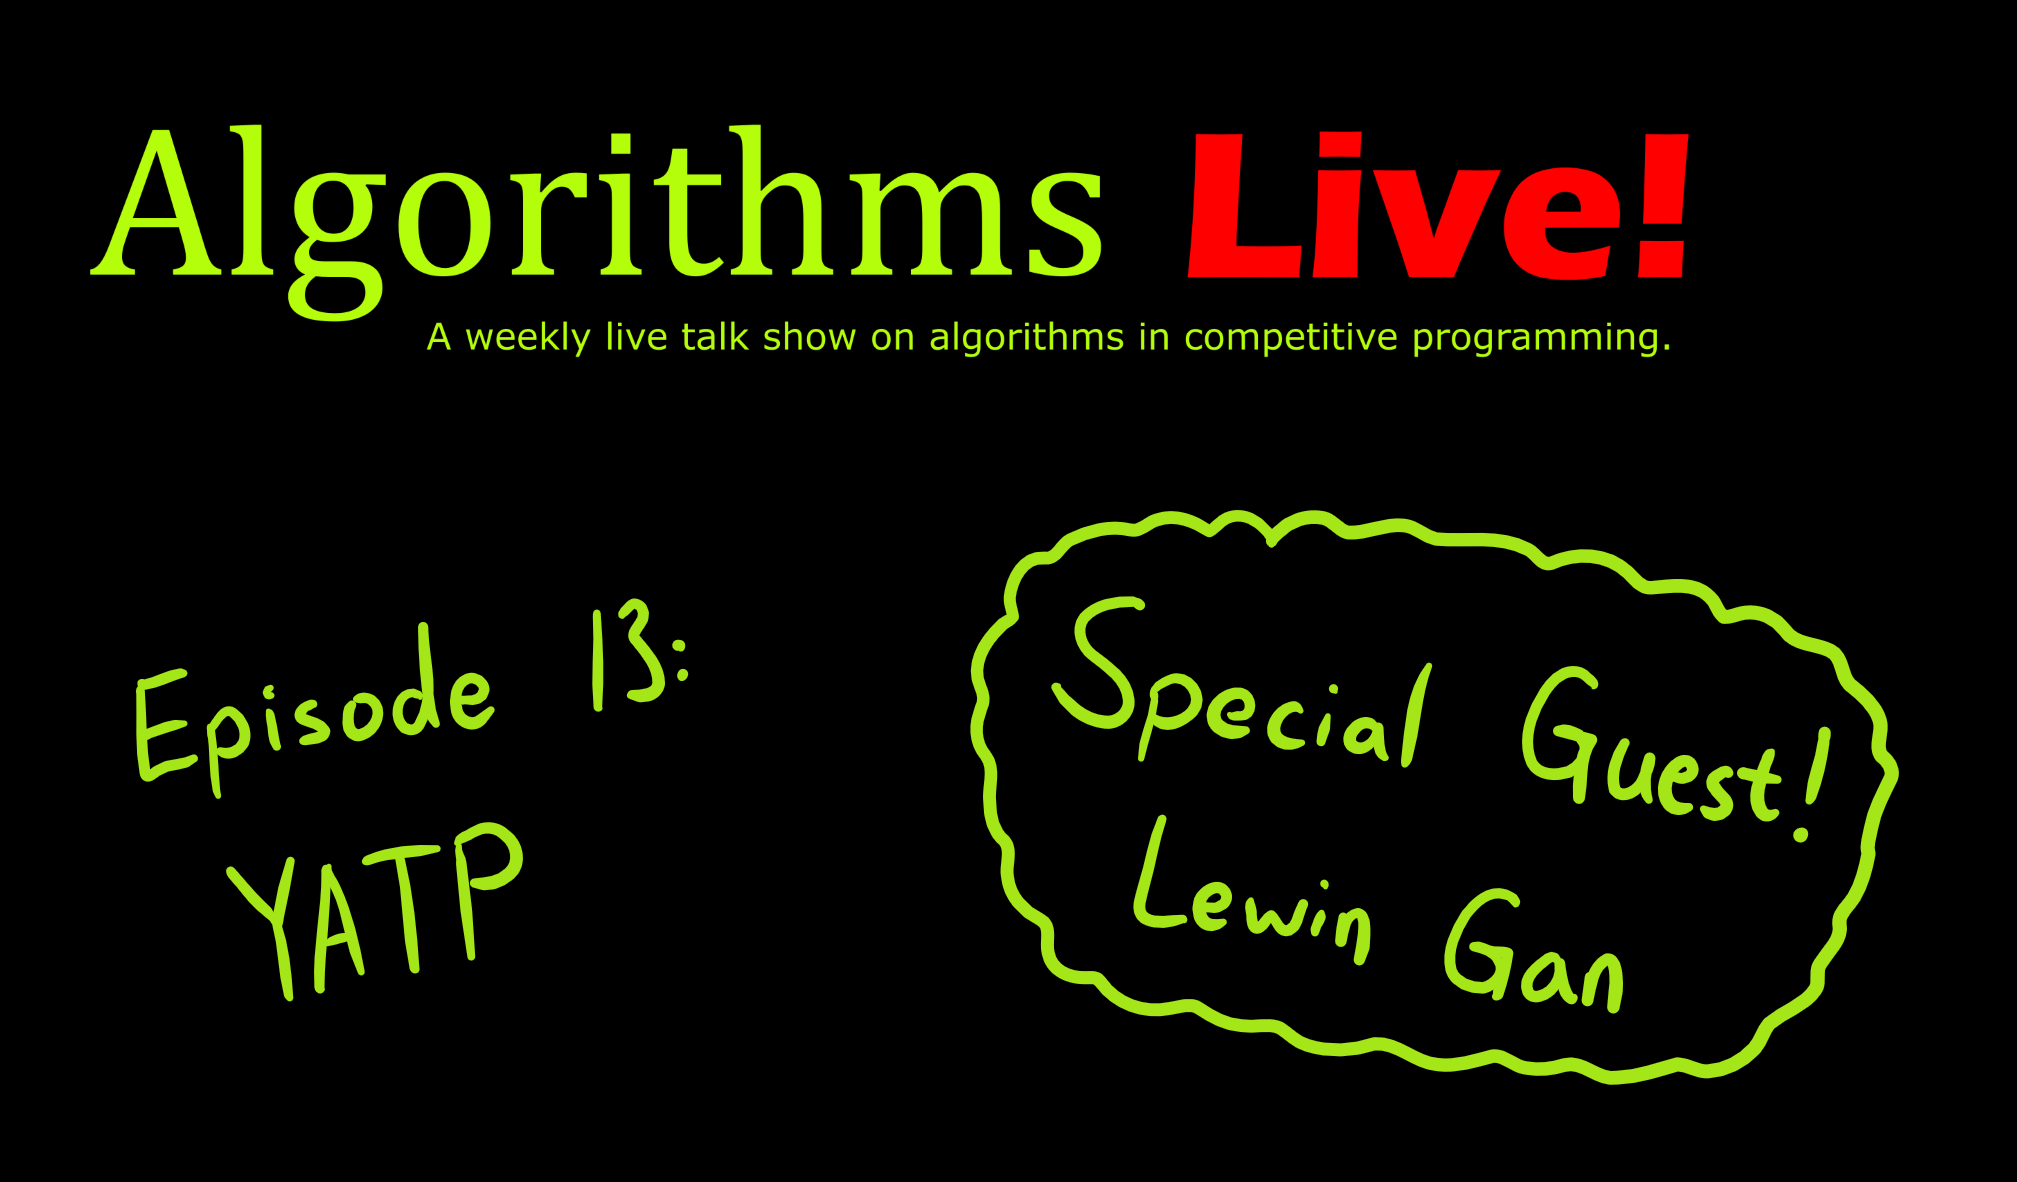 Algorithms Live!
A weekly live talk show on algorithms in competitive programming.
Episode 13:
YATP
Special Guest!
Lewin Gan